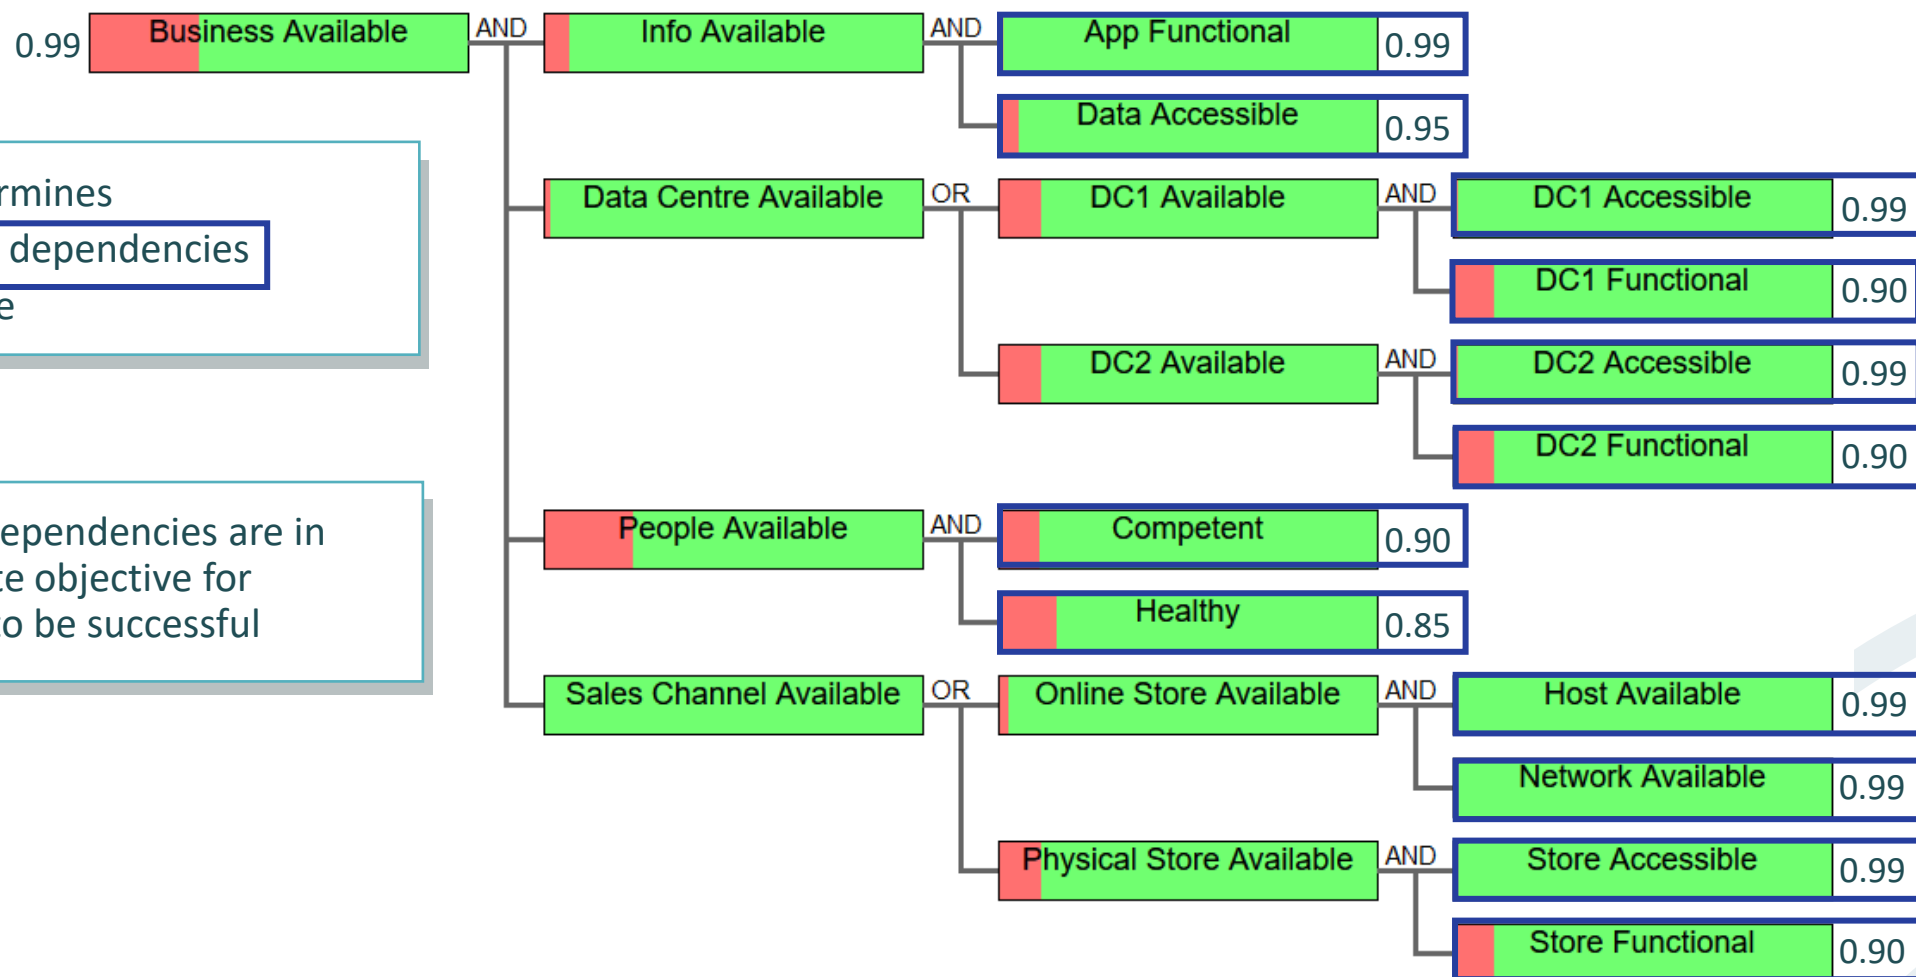 0.99 Business Available AND Info Available AND App Functional 0.99
Data Accessible 0.95
Data Centre Available OR DC1 Available AND DC1 Accessible 0.99
DC1 Functional 0.90
DC2 Available AND DC2 Accessible 0.99
DC2 Functional 0.90
People Available AND Competent 0.90
Healthy 0.85
Sales Channel Available OR Online Store Available AND Host Available 0.99
Network Available 0.99
Physical Store Available AND Store Accessible 0.99
Store Functional 0.90
rmines
dependencies
e
ependencies are in
te objective for
to be successful